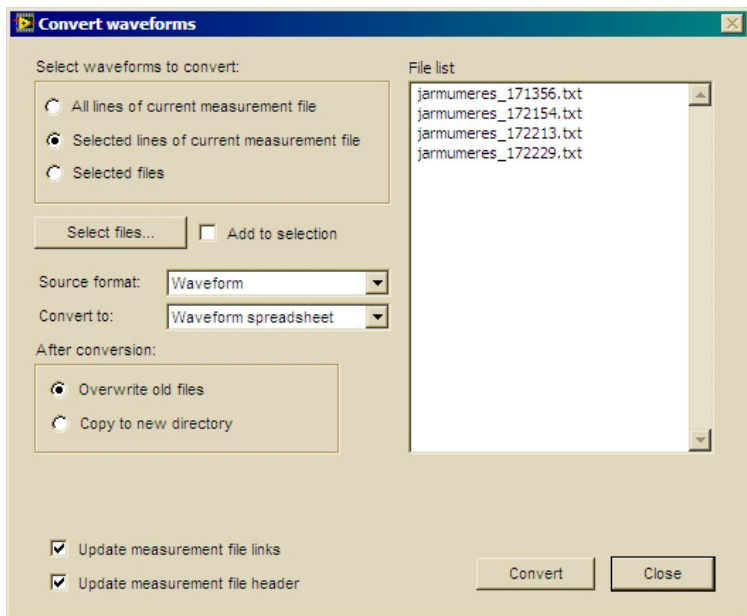 Convert waveforms
Select waveforms to convert:
All lines of current measurement file
Selected lines of current measurement file
Selected files
Select files...
Add to selection
Source format:
Waveform
Convert to:
Waveform spreadsheet
After conversion:
Overwrite old files
Copy to new directory
File list
jarmumeres_171356.txt
jarmumeres_172154.txt
jarmumeres_172213.txt
jarmumeres_172229.txt
Update measurement file links
Update measurement file header
Convert
Close